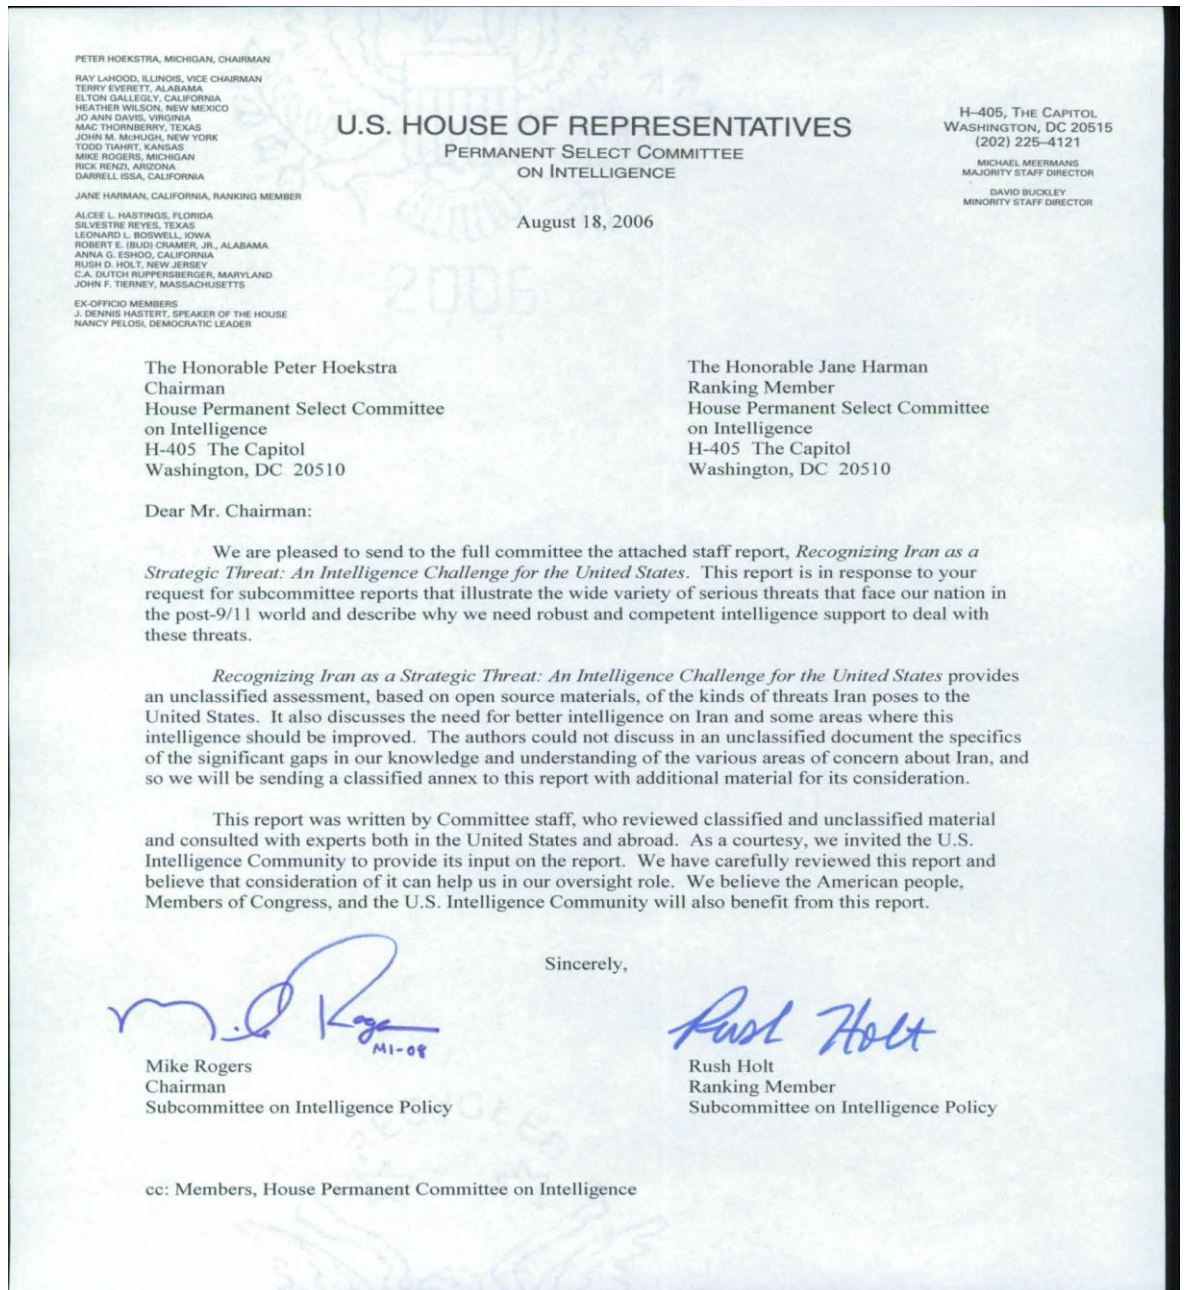 PETER HOEKSTRA, MICHIGAN, CHAIRMAN
RAY LAHOOD, ILLINOIS, VICE CHAIRMAN
TERRY EVERETT, ALABAMA
ELTON GALLEGLY, CALIFORNIA
HEATHER WILSON, NEW MEXICO
JO ANN DAVIS, VIRGINIA
MAC THORNBERRY, TEXAS
JOHN M. McHUGH, NEW YORK
TODD TIAHRT, KANSAS
MIKE ROGERS, MICHIGAN
RICK RENZI, ARIZONA
DARRELL ISSA, CALIFORNIA
JANE HARMAN, CALIFORNIA, RANKING MEMBER
ALCEE L. HASTINGS, FLORIDA
SILVESTRE REYES, TEXAS
LEONARD L. BOSWELL, IOWA
ROBERT E. (BUD) CRAMER, JR., ALABAMA
ANNA G. ESHOO, CALIFORNIA
RUSH D. HOLT, NEW JERSEY
C.A. DUTCH RUPPERSBERGER, MARYLAND
JOHN F. TIERNEY, MASSACHUSETTS
EX-OFFICIO MEMBERS
J. DENNIS HASTERT, SPEAKER OF THE HOUSE
NANCY PELOSI, DEMOCRATIC LEADER
U.S. HOUSE OF REPRESENTATIVES
PERMANENT SELECT COMMITTEE
ON INTELLIGENCE
August 18, 2006
2006
H–405, THE CAPITOL
WASHINGTON, DC 20515
(202) 225–4121
MICHAEL MEERMANS
MAJORITY STAFF DIRECTOR
DAVID BUCKLEY
MINORITY STAFF DIRECTOR
The Honorable Peter Hoekstra
Chairman
House Permanent Select Committee
on Intelligence
H-405 The Capitol
Washington, DC 20510
The Honorable Jane Harman
Ranking Member
House Permanent Select Committee
on Intelligence
H-405 The Capitol
Washington, DC 20510
Dear Mr. Chairman:
We are pleased to send to the full committee the attached staff report, Recognizing Iran as a
Strategic Threat: An Intelligence Challenge for the United States. This report is in response to your
request for subcommittee reports that illustrate the wide variety of serious threats that face our nation in
the post-9/11 world and describe why we need robust and competent intelligence support to deal with
these threats.
Recognizing Iran as a Strategic Threat: An Intelligence Challenge for the United States provides
an unclassified assessment, based on open source materials, of the kinds of threats Iran poses to the
United States. It also discusses the need for better intelligence on Iran and some areas where this
intelligence should be improved. The authors could not discuss in an unclassified document the specifics
of the significant gaps in our knowledge and understanding of the various areas of concern about Iran, and
so we will be sending a classified annex to this report with additional material for its consideration.
This report was written by Committee staff, who reviewed classified and unclassified material
and consulted with experts both in the United States and abroad. As a courtesy, we invited the U.S.
Intelligence Community to provide its input on the report. We have carefully reviewed this report and
believe that consideration of it can help us in our oversight role. We believe the American people,
Members of Congress, and the U.S. Intelligence Community will also benefit from this report.
Sincerely,
Mike Rogers
MI-08
Rush Holt
Mike Rogers
Chairman
Subcommittee on Intelligence Policy
Rush Holt
Ranking Member
Subcommittee on Intelligence Policy
RECYCLED
cc: Members, House Permanent Committee on Intelligence